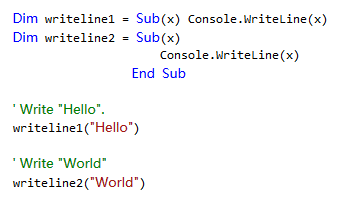 Dim writeline1 = Sub(x) Console.WriteLine(x)
Dim writeline2 = Sub(x)
Console.WriteLine(x)
End Sub
' Write "Hello".
writeline1("Hello")
' Write "World"
writeline2("World")